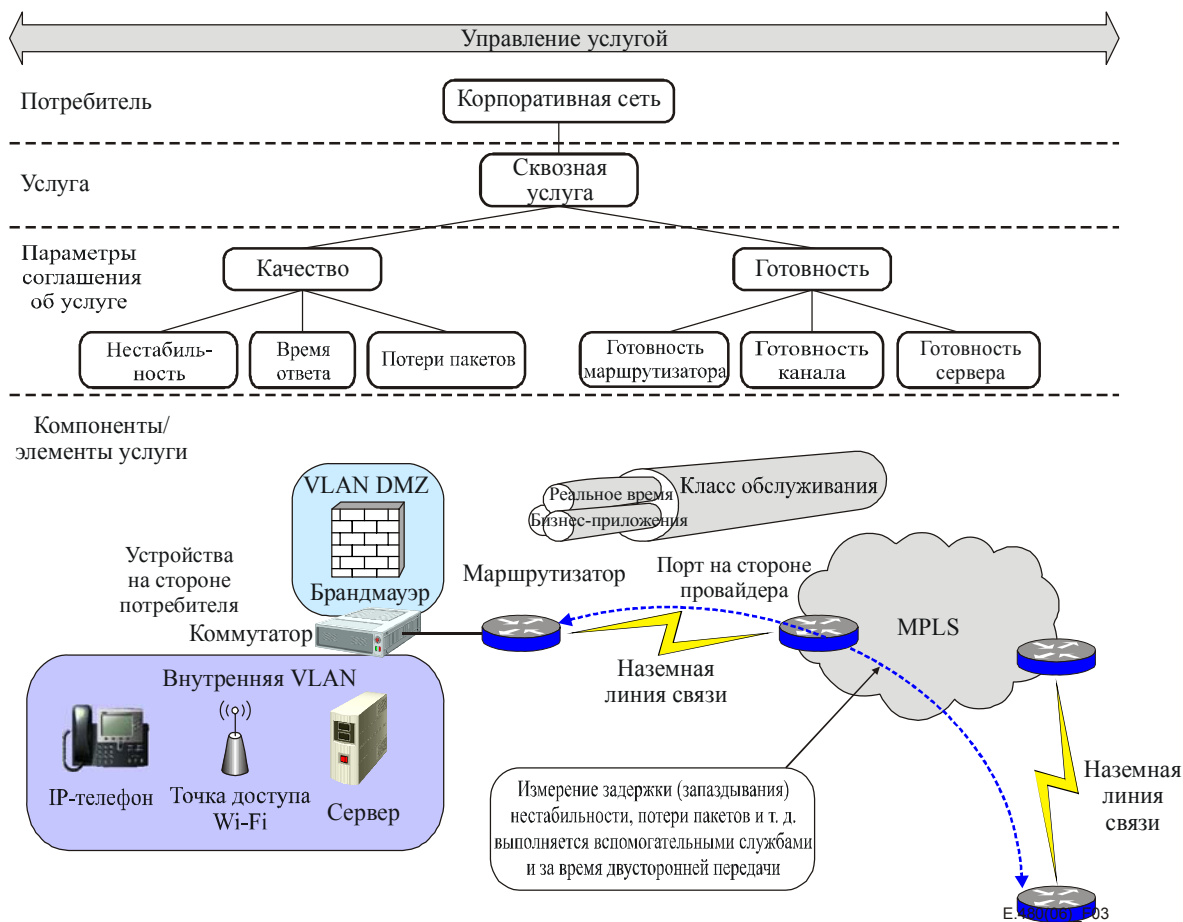 Управление услугой
Потребитель
Корпоративная сеть
Услуга
Сквозная
услуга
Параметры
соглашения
об услуге
Качество
Готовность
Нестабиль-
ность
Время
ответа
Потери пакетов
Готовность
маршрутизатора
Готовность
канала
Готовность
сервера
Компоненты/
элементы услуги
VLAN DMZ
Брандмауэр
Реальное время
Бизнес-приложения
Класс обслуживания
Устройства
на стороне
потребителя
Коммутатор
Маршрутизатор
Порт на стороне
провайдера
MPLS
Наземная
линия связи
Внутренняя VLAN
IP-телефон
Точка доступа
Wi-Fi
Сервер
Измерение задержки (запаздывания)
нестабильности, потери пакетов и т. д.
выполняется вспомогательными службами
и за время двусторонней передачи
Наземная
линия
связи